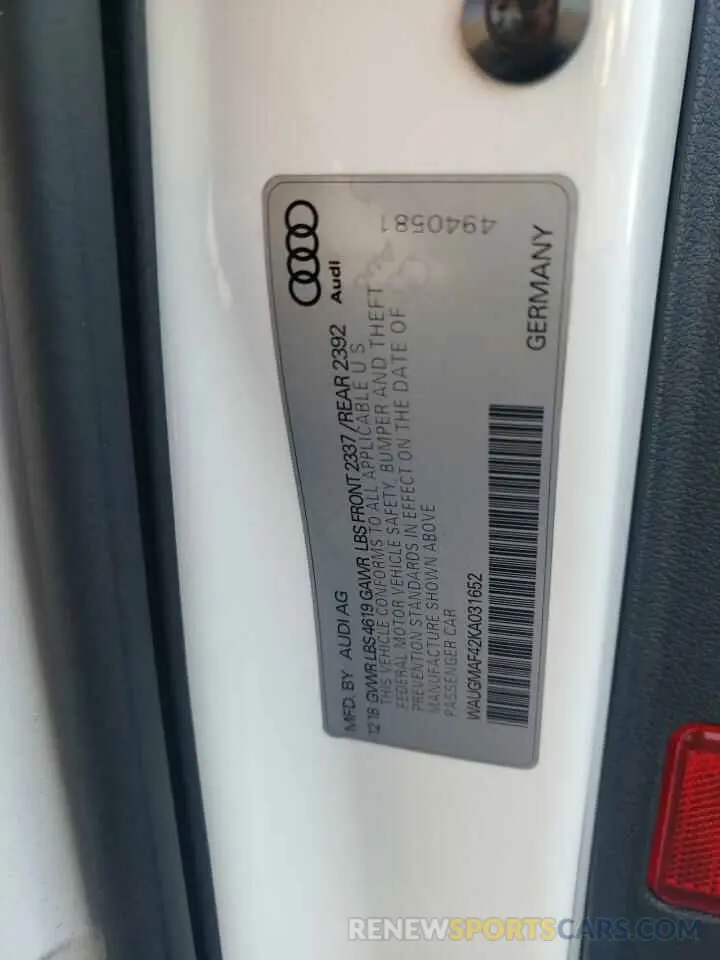 Audi
4940581
MFD. BY AUDI AG
12 18 GVWR LBS 4619 GAWR LBS FRONT 2337 / REAR 2392
THIS VEHICLE CONFORMS TO ALL APPLICABLE U S
FEDERAL MOTOR VEHICLE SAFETY, BUMPER AND THEFT
PREVENTION STANDARDS IN EFFECT ON THE DATE OF
MANUFACTURE SHOWN ABOVE
PASSENGER CAR
WAUGMAF42KA031652
GERMANY
RENEWSPORTSCARS.COM